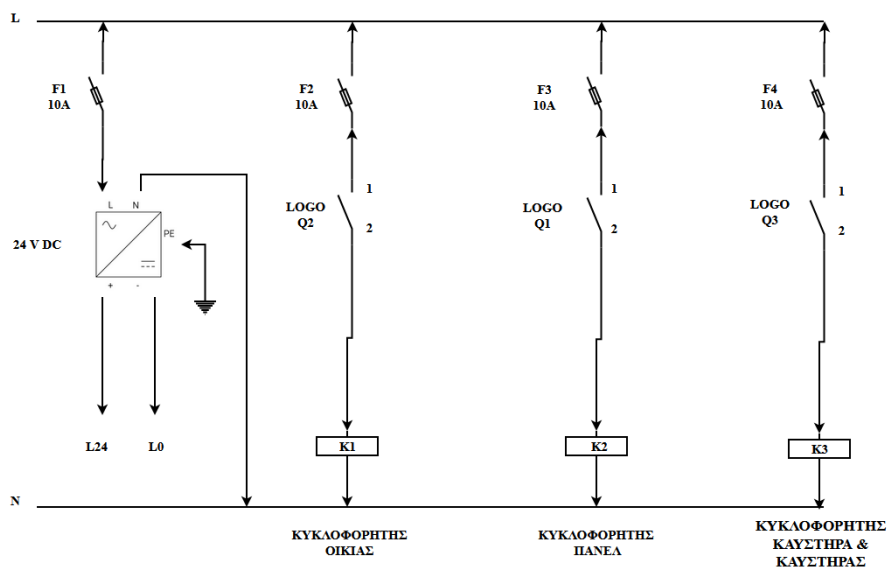 L
F1
10A
F2
10A
F3
10A
F4
10A
L N
PE
24 V DC
+ -
LOGO
Q2
1
2
LOGO
Q1
1
2
LOGO
Q3
1
2
L24
L0
K1
K2
K3
N
ΚΥΚΛΟΦΟΡΗΤΗΣ
ΟΙΚΙΑΣ
ΚΥΚΛΟΦΟΡΗΤΗΣ
ΠΑΝΕΛ
ΚΥΚΛΟΦΟΡΗΤΗΣ
ΚΑΥΣΤΗΡΑ &
ΚΑΥΣΤΗΡΑΣ